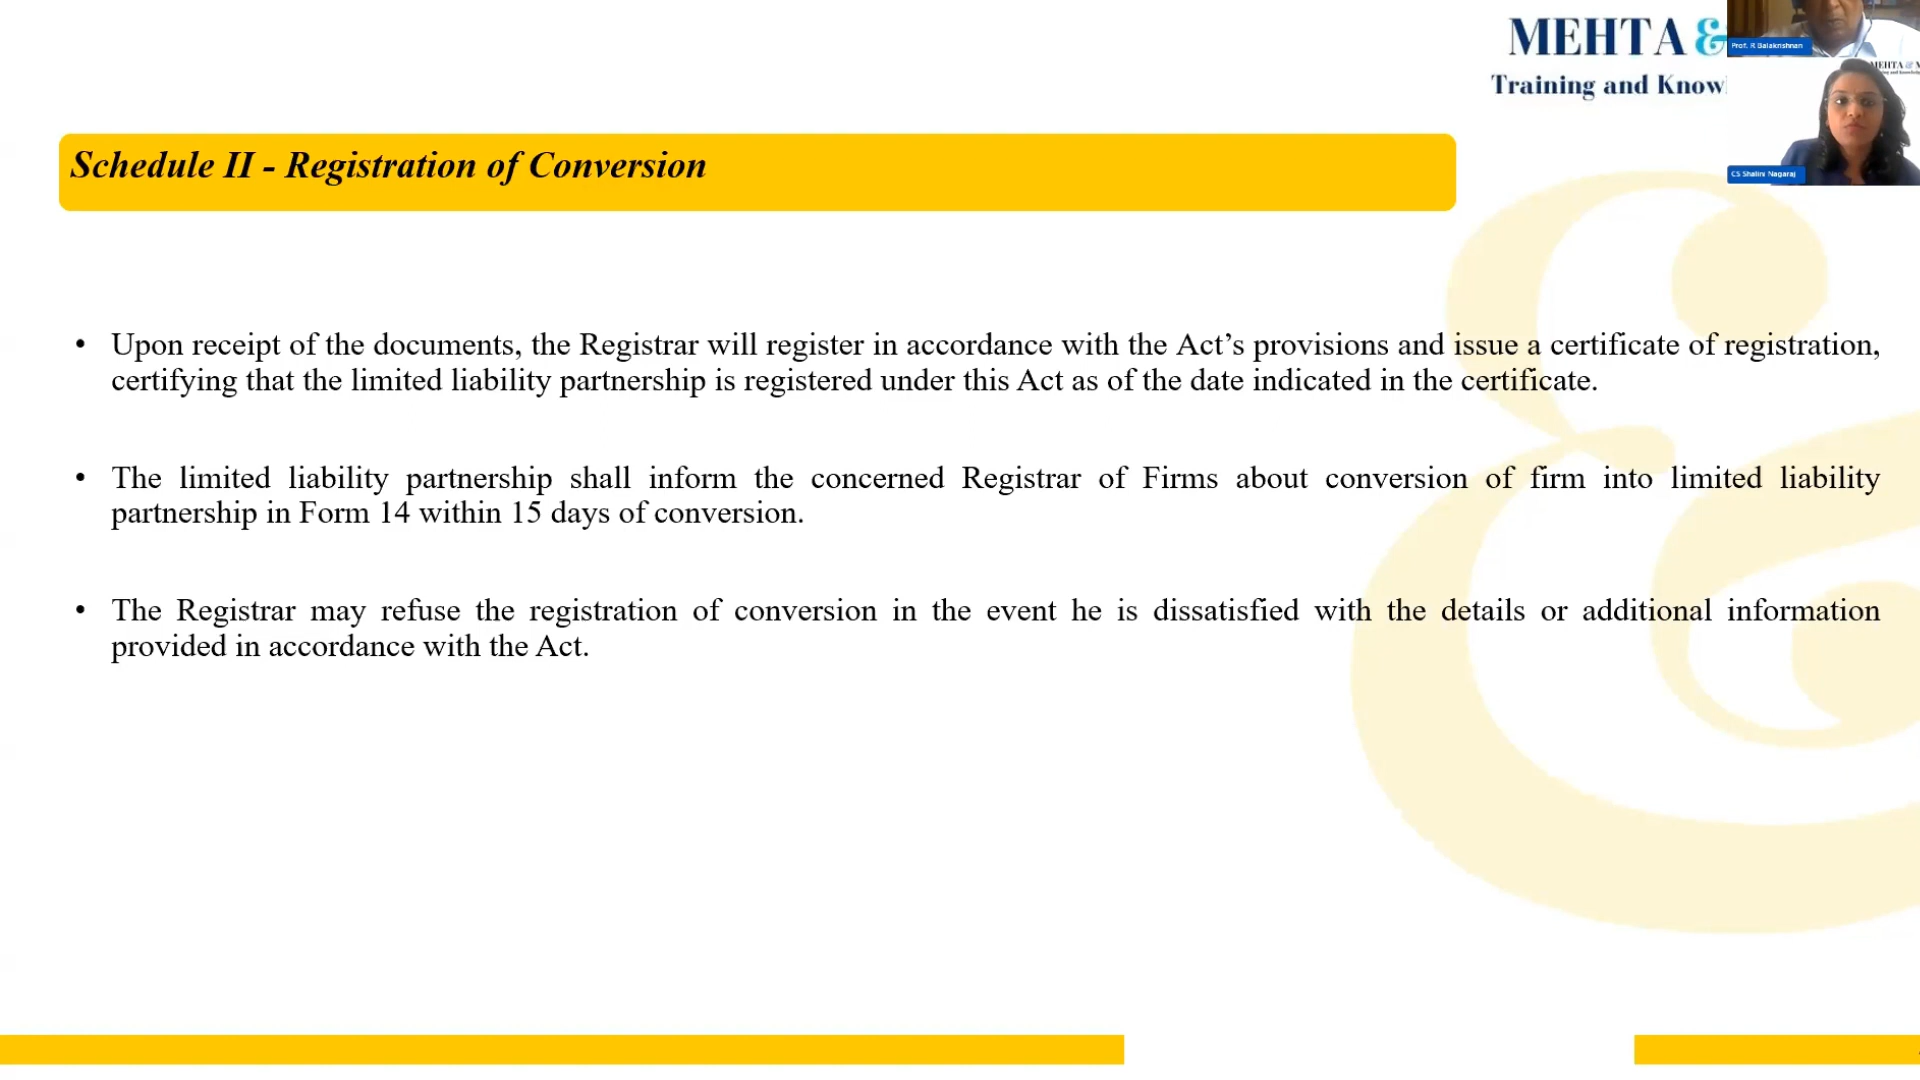 MEHTA &
Training and Know
Prof. R Balakrishnan
MEHTA & M
CS Shalini Nagaraj
Schedule II - Registration of Conversion
• Upon receipt of the documents, the Registrar will register in accordance with the Act’s provisions and issue a certificate of registration,
certifying that the limited liability partnership is registered under this Act as of the date indicated in the certificate.
• The limited liability partnership shall inform the concerned Registrar of Firms about conversion of firm into limited liability
partnership in Form 14 within 15 days of conversion.
• The Registrar may refuse the registration of conversion in the event he is dissatisfied with the details or additional information
provided in accordance with the Act.